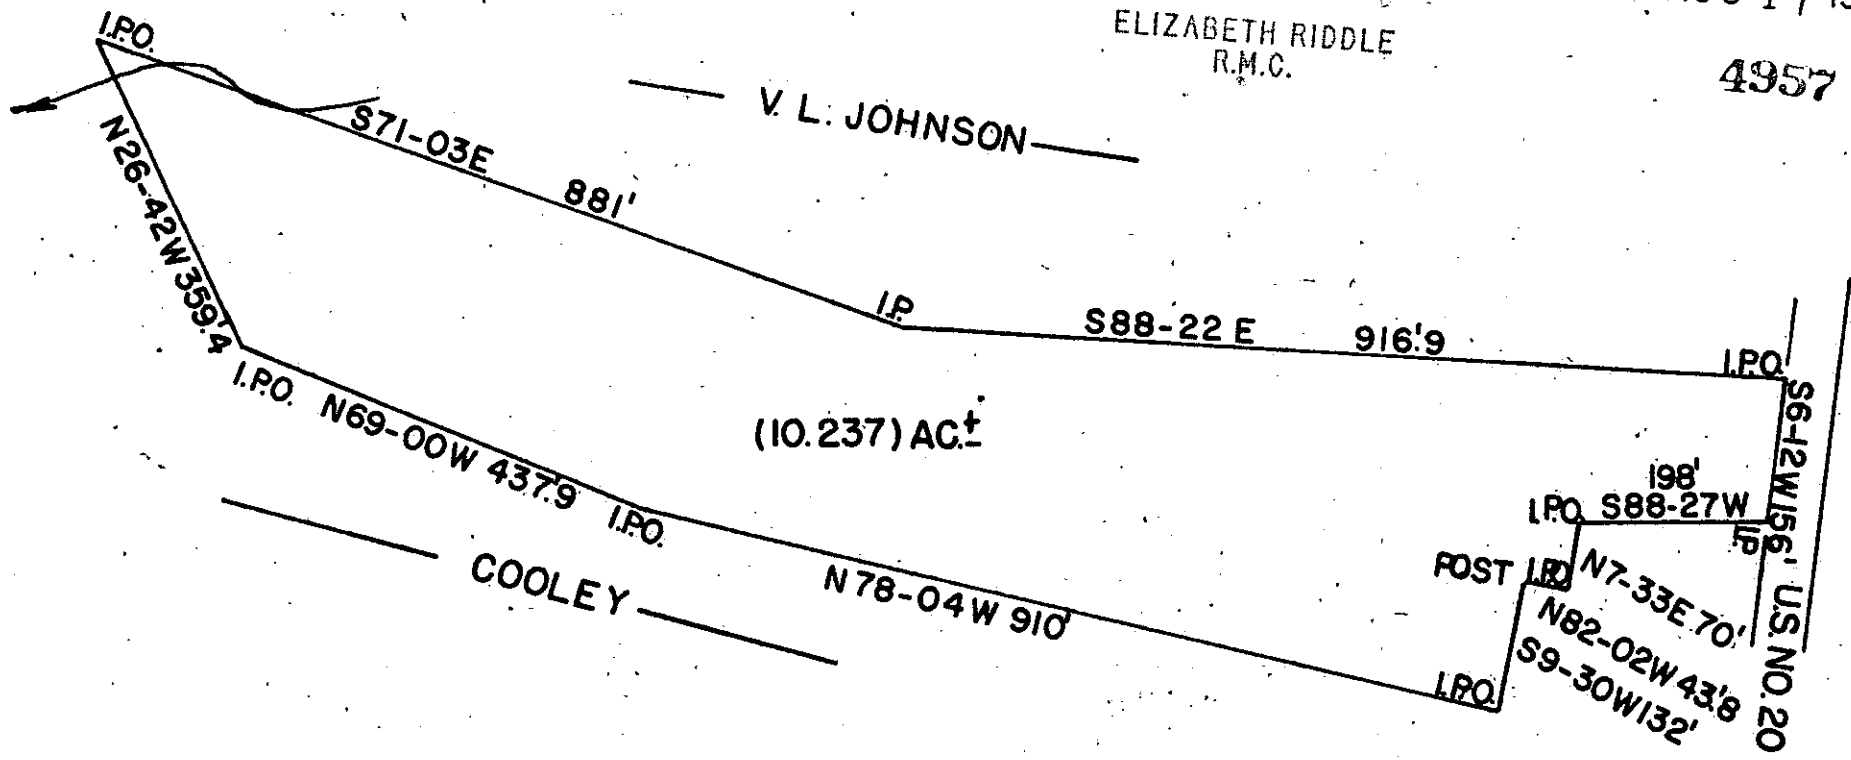 ELIZABETH RIDDLE
R.M.C.
4957
I.P.O.
V. L. JOHNSON
S71-03E 881'
N26-42W 359.'4
I.P.
S88-22 E 916.'9
I.P.O.
S6-12W 156'
U.S. NO. 20
I.P.O.
N69-00W 437.'9
(10.237) AC.±
198'
S88-27W
I.P.O.
I.P.
I.P.O.
COOLEY
N 78-04W 910'
POST
I.P.O.
N7-33E 70'
N82-02W 43.'8
S9-30W 132'
I.P.O.